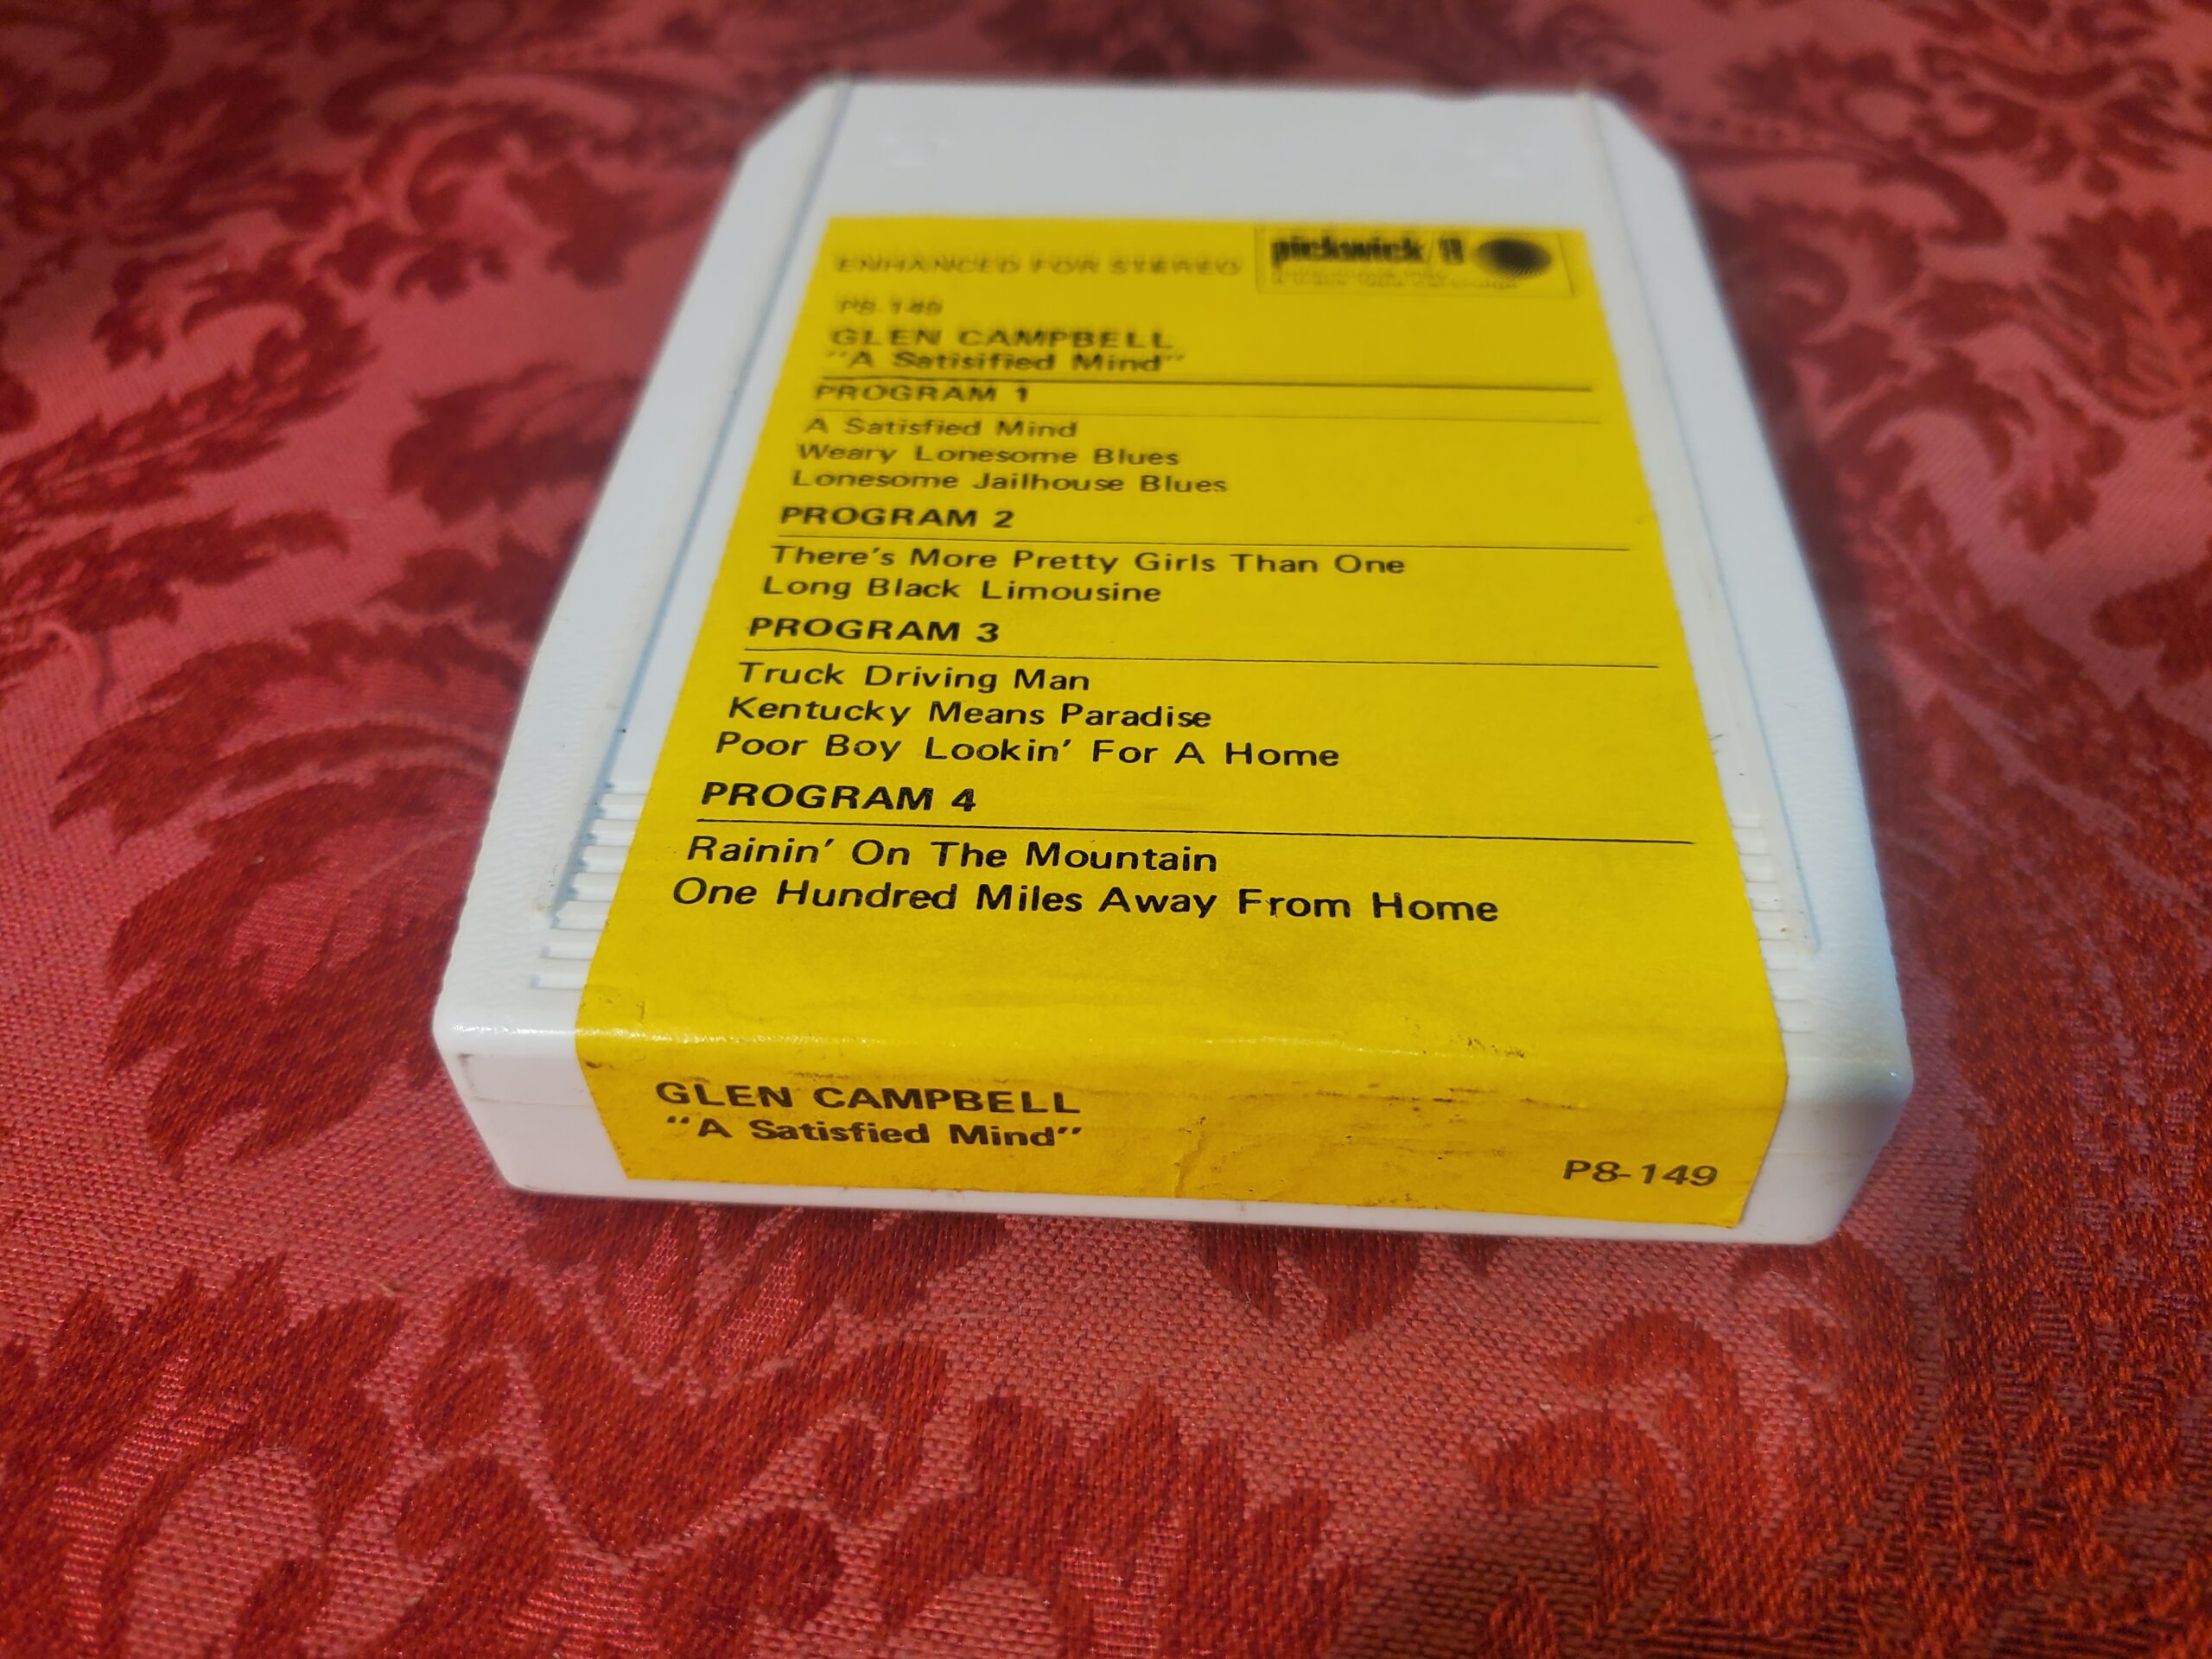 ENHANCED FOR STEREO
pickwick/8
P8-149
GLEN CAMPBELL
"A Satisified Mind"
PROGRAM 1
A Satisfied Mind
Weary Lonesome Blues
Lonesome Jailhouse Blues
PROGRAM 2
There's More Pretty Girls Than One
Long Black Limousine
PROGRAM 3
Truck Driving Man
Kentucky Means Paradise
Poor Boy Lookin' For A Home
PROGRAM 4
Rainin' On The Mountain
One Hundred Miles Away From Home
GLEN CAMPBELL
"A Satisfied Mind"
P8-149